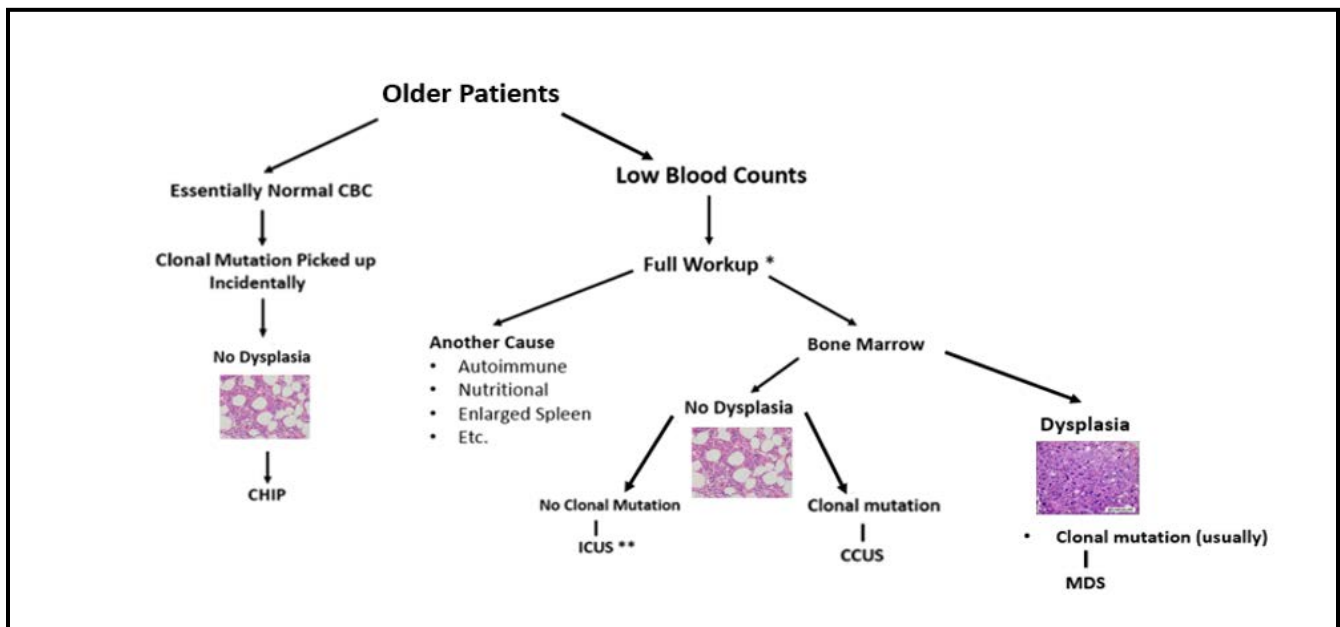 Older Patients
Essentially Normal CBC
Clonal Mutation Picked up
Incidentally
No Dysplasia
CHIP
Low Blood Counts
Full Workup *
Another Cause
• Autoimmune
• Nutritional
• Enlarged Spleen
• Etc.
Bone Marrow
No Dysplasia
No Clonal Mutation
ICUS **
Clonal mutation
CCUS
Dysplasia
• Clonal mutation (usually)
MDS